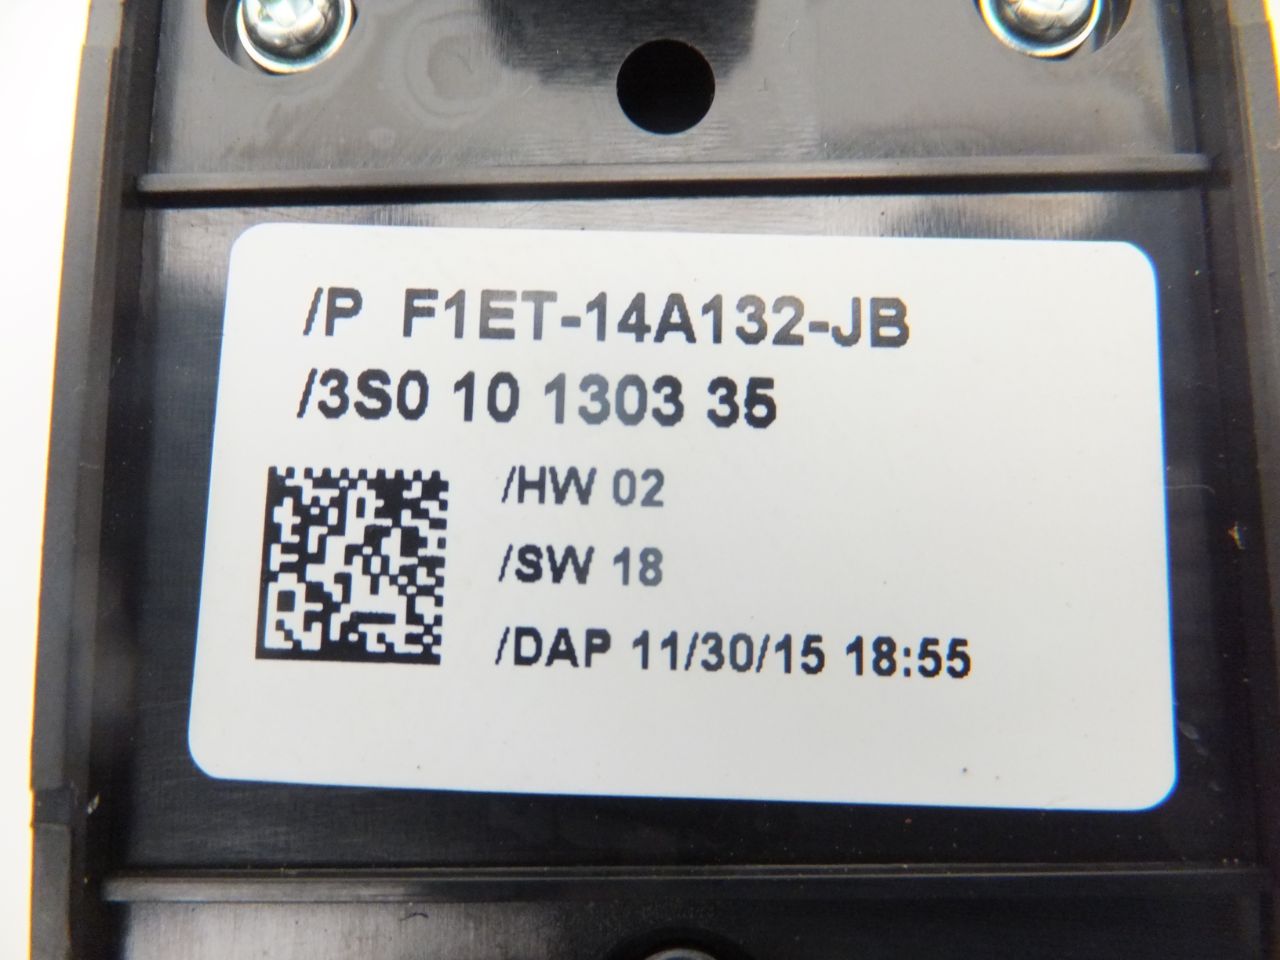 /P F1ET-14A132-JB
/3S0 10 1303 35
/HW 02
/SW 18
/DAP 11/30/15 18:55